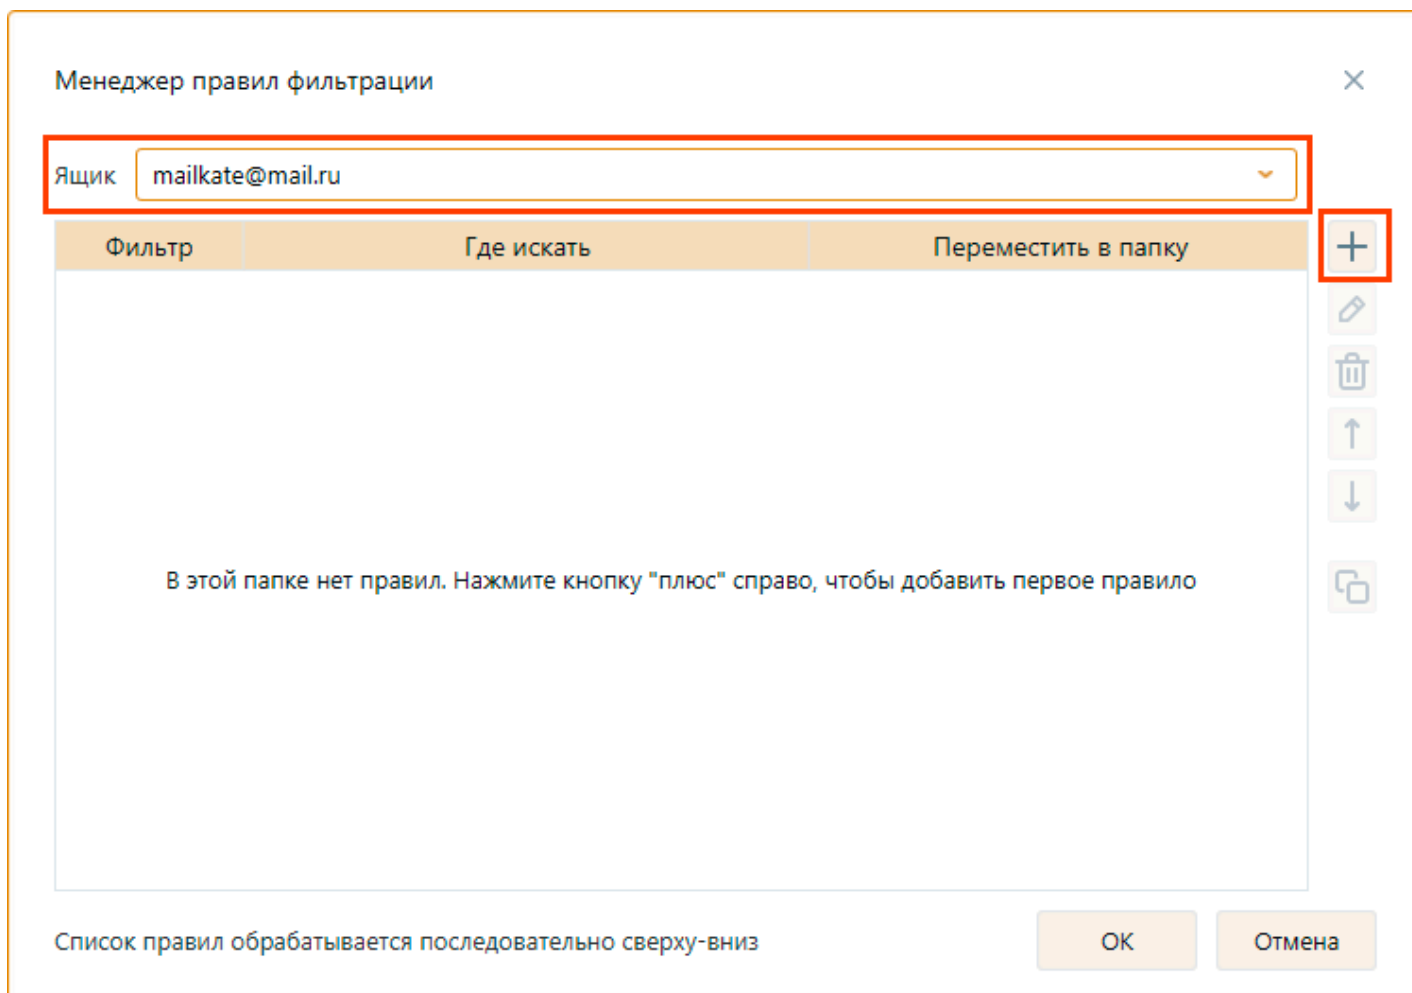 Менеджер правил фильтрации
Ящик mailkate@mail.ru
Фильтр Где искать Переместить в папку
В этой папке нет правил. Нажмите кнопку "плюс" справо, чтобы добавить первое правило
Список правил обрабатывается последовательно сверху-вниз OK Отмена